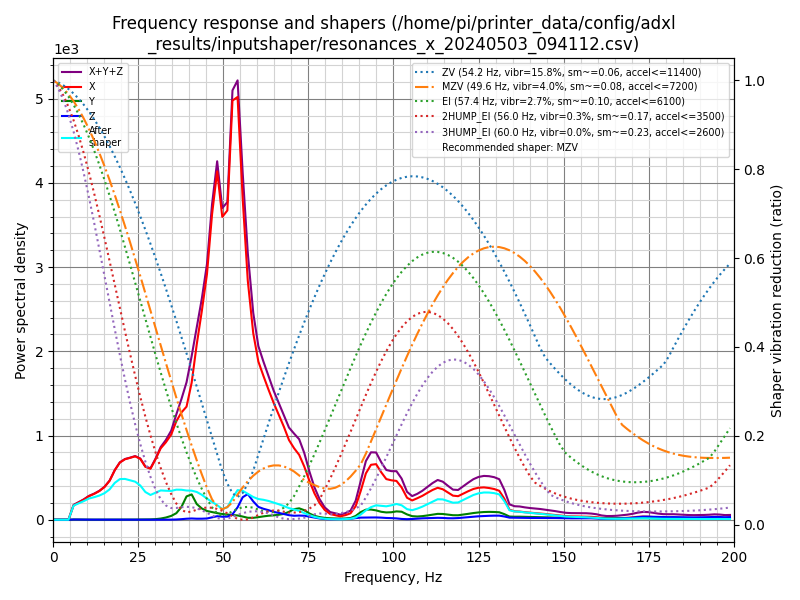 Frequency response and shapers (/home/pi/printer_data/config/adxl
_results/inputshaper/resonances_x_20240503_094112.csv)
1e3
X+Y+Z
X
Y
Z
After
shaper
ZV (54.2 Hz, vibr=15.8%, sm~=0.06, accel<=11400)
MZV (49.6 Hz, vibr=4.0%, sm~=0.08, accel<=7200)
EI (57.4 Hz, vibr=2.7%, sm~=0.10, accel<=6100)
2HUMP_EI (56.0 Hz, vibr=0.3%, sm~=0.17, accel<=3500)
3HUMP_EI (60.0 Hz, vibr=0.0%, sm~=0.23, accel<=2600)
Recommended shaper: MZV
5
4
3
2
1
0
Power spectral density
1.0
0.8
0.6
0.4
0.2
0.0
Shaper vibration reduction (ratio)
0 25 50 75 100 125 150 175 200
Frequency, Hz